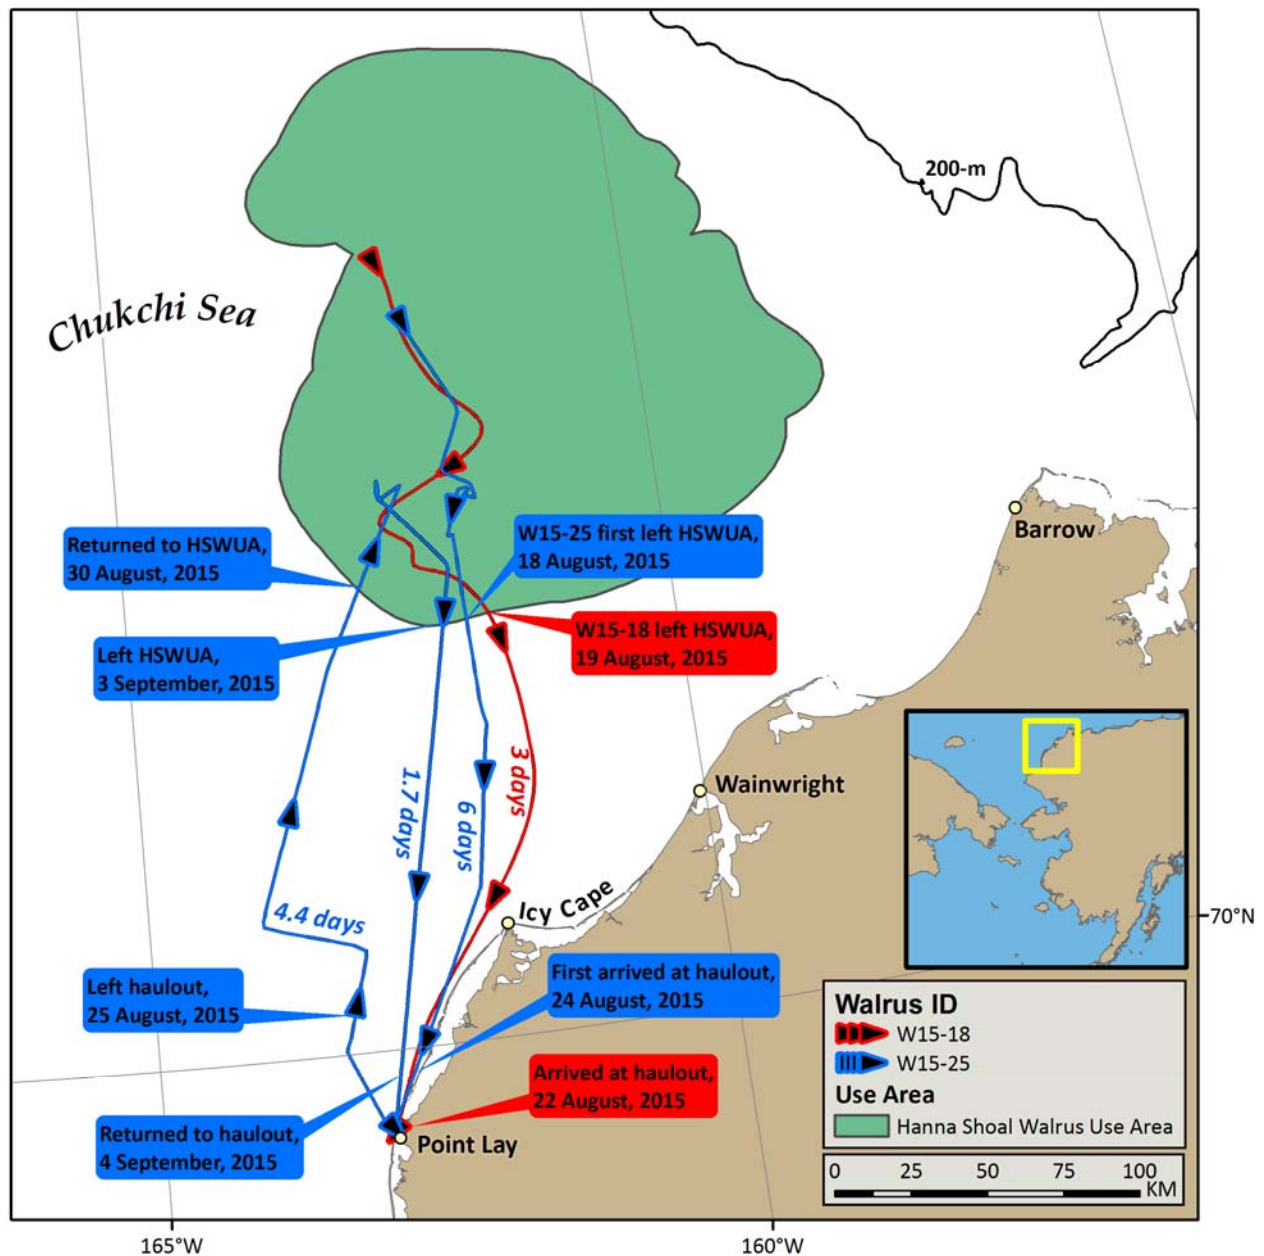 200-m
Chukchi Sea
Barrow
Returned to HSWUA,
30 August, 2015
W15-25 first left HSWUA,
18 August, 2015
W15-18 left HSWUA,
19 August, 2015
Left HSWUA,
3 September, 2015
3 days
1.7 days
6 days
Wainwright
Icy Cape
4.4 days
70°N
Left haulout,
25 August, 2015
First arrived at haulout,
24 August, 2015
Arrived at haulout,
22 August, 2015
Returned to haulout,
4 September, 2015
Point Lay
Walrus ID
W15-18
W15-25
Use Area
Hanna Shoal Walrus Use Area
0 25 50 75 100
KM
165°W
160°W